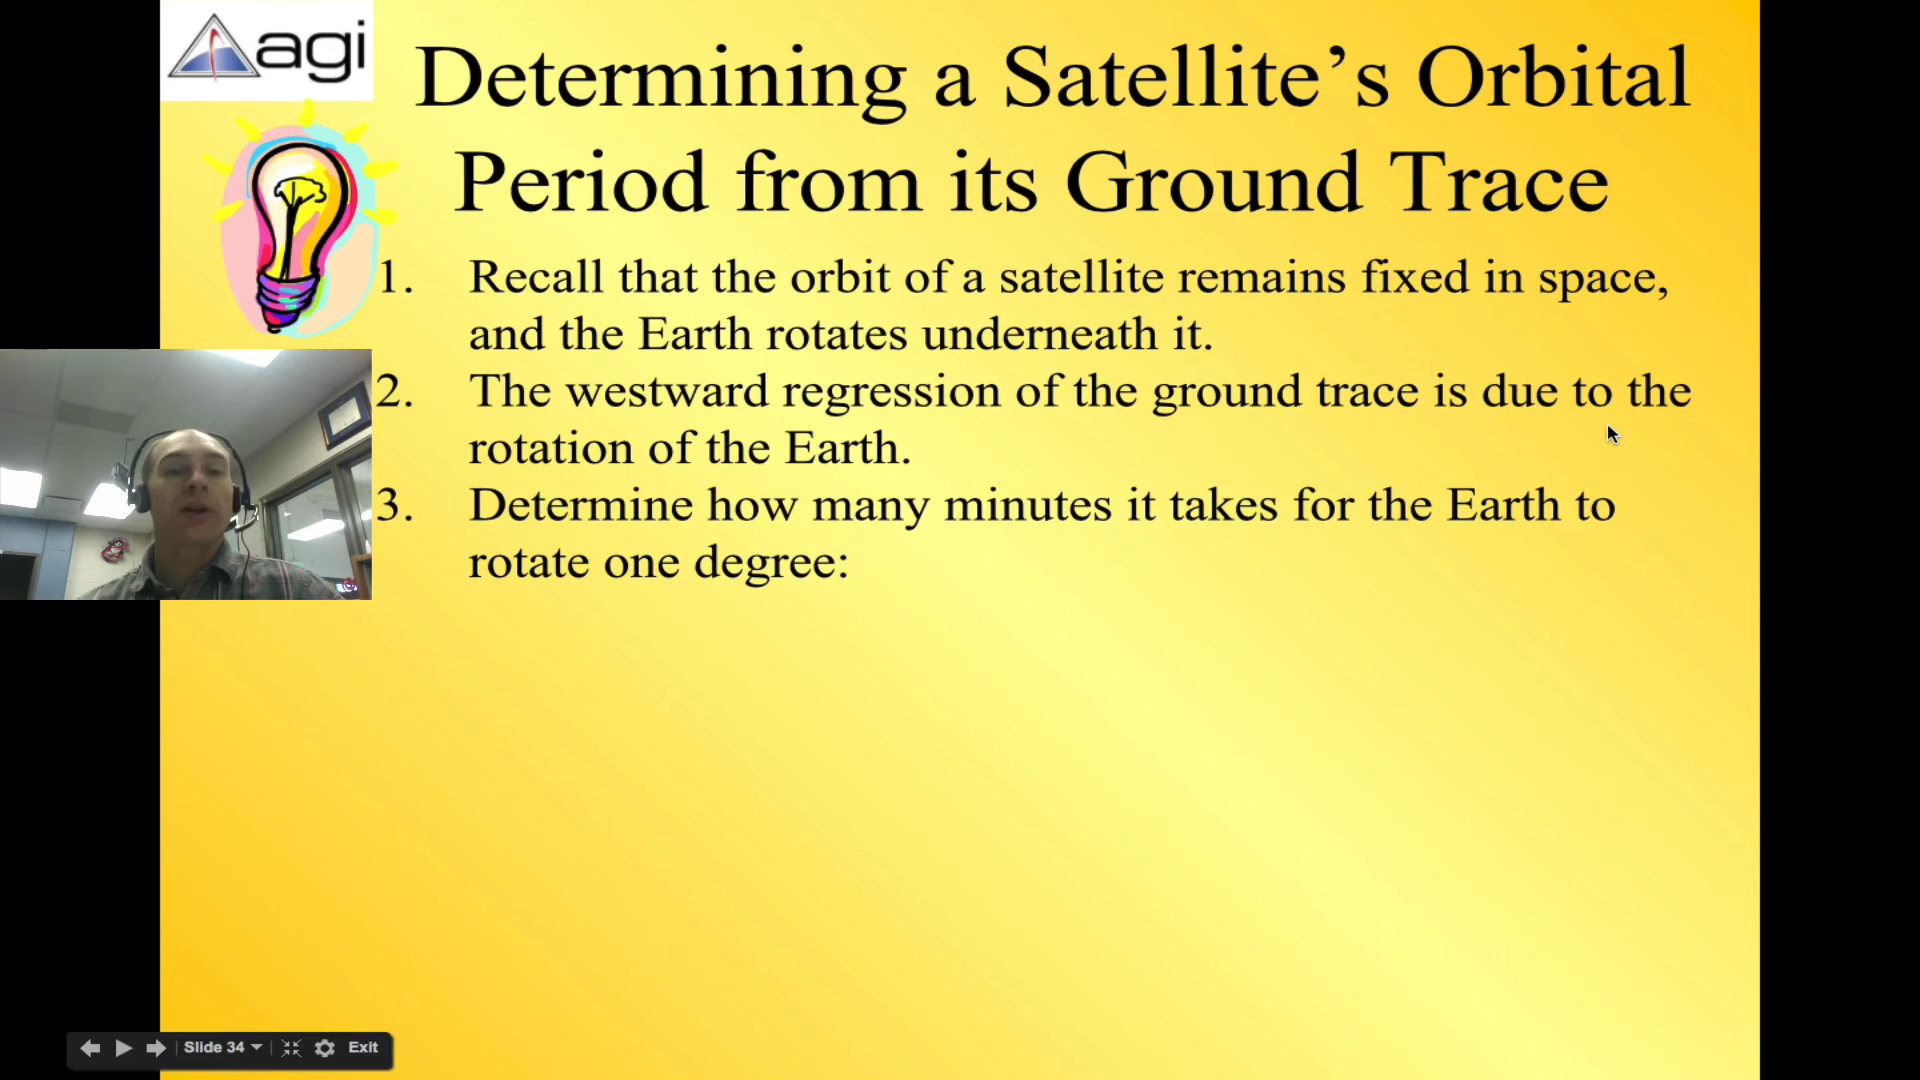 agi
Determining a Satellite’s Orbital
Period from its Ground Trace
1. Recall that the orbit of a satellite remains fixed in space,
and the Earth rotates underneath it.
2. The westward regression of the ground trace is due to the
rotation of the Earth.
3. Determine how many minutes it takes for the Earth to
rotate one degree:
Slide 34
Exit